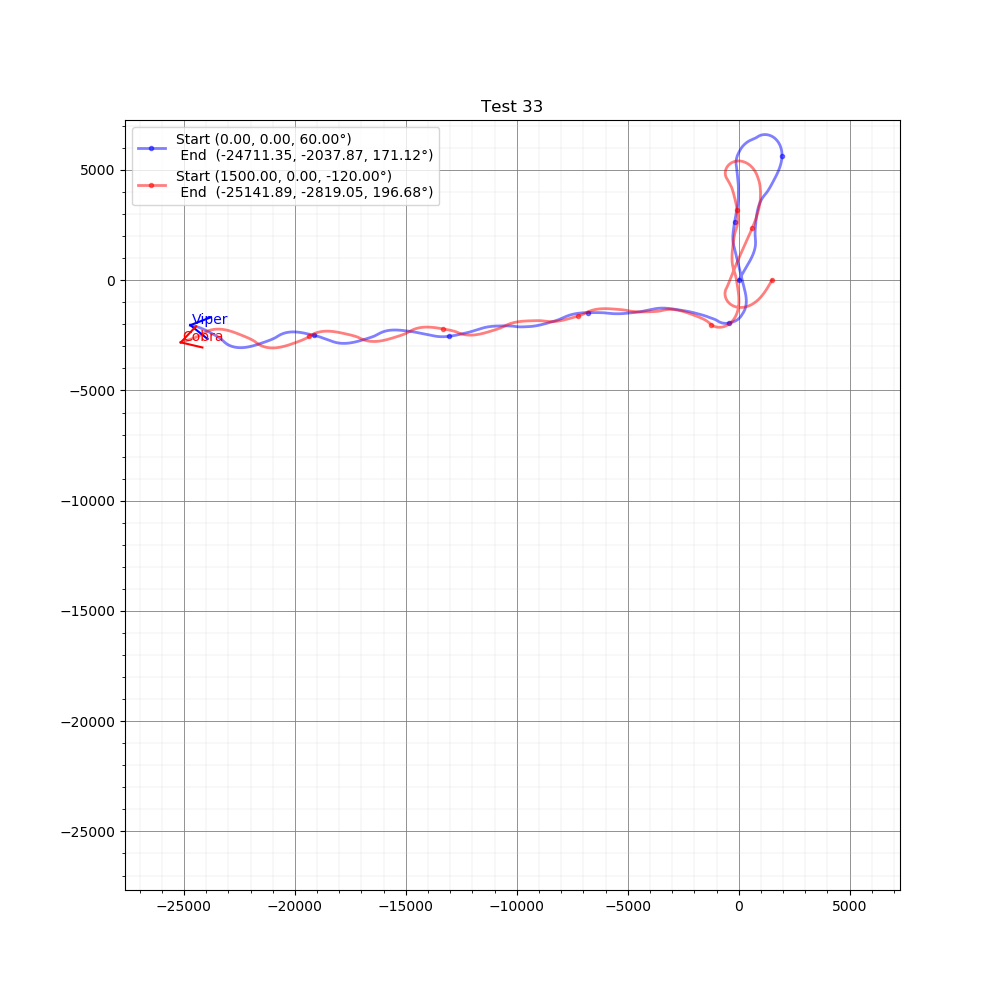 Test 33
Start (0.00, 0.00, 60.00°)
End (-24711.35, -2037.87, 171.12°)
Start (1500.00, 0.00, -120.00°)
End (-25141.89, -2819.05, 196.68°)
5000
0
−5000
−10000
−15000
−20000
−25000
Viper
Cobra
−25000 −20000 −15000 −10000 −5000 0 5000